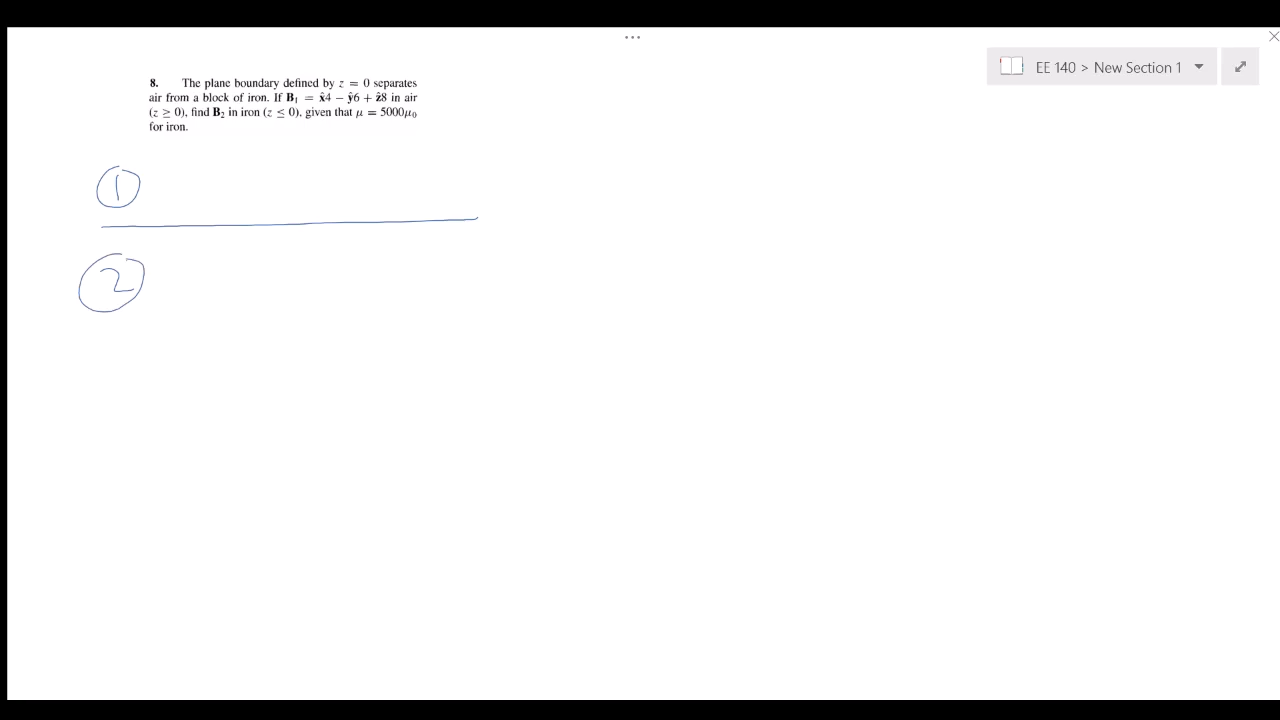 EE 140 > New Section 1
8. The plane boundary defined by z = 0 separates
air from a block of iron. If B₁ = x̂4 − ŷ6 + ẑ8 in air
(z ≥ 0), find B₂ in iron (z ≤ 0), given that μ = 5000μ₀
for iron.
1
2